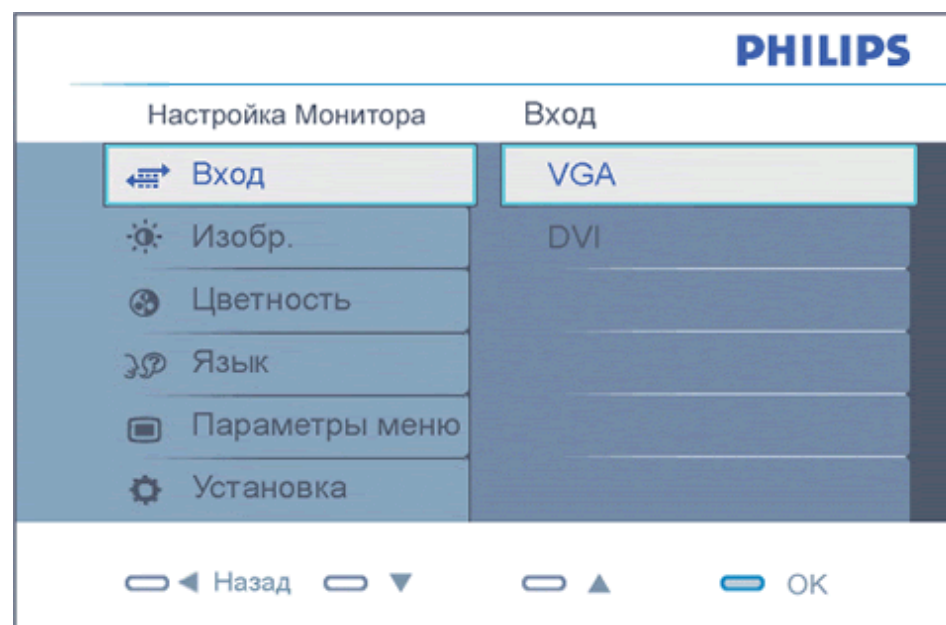 PHILIPS
Настройка Монитора Вход
Вход VGA
Изобр. DVI
Цветность
Язык
Параметры меню
Установка
Назад OK